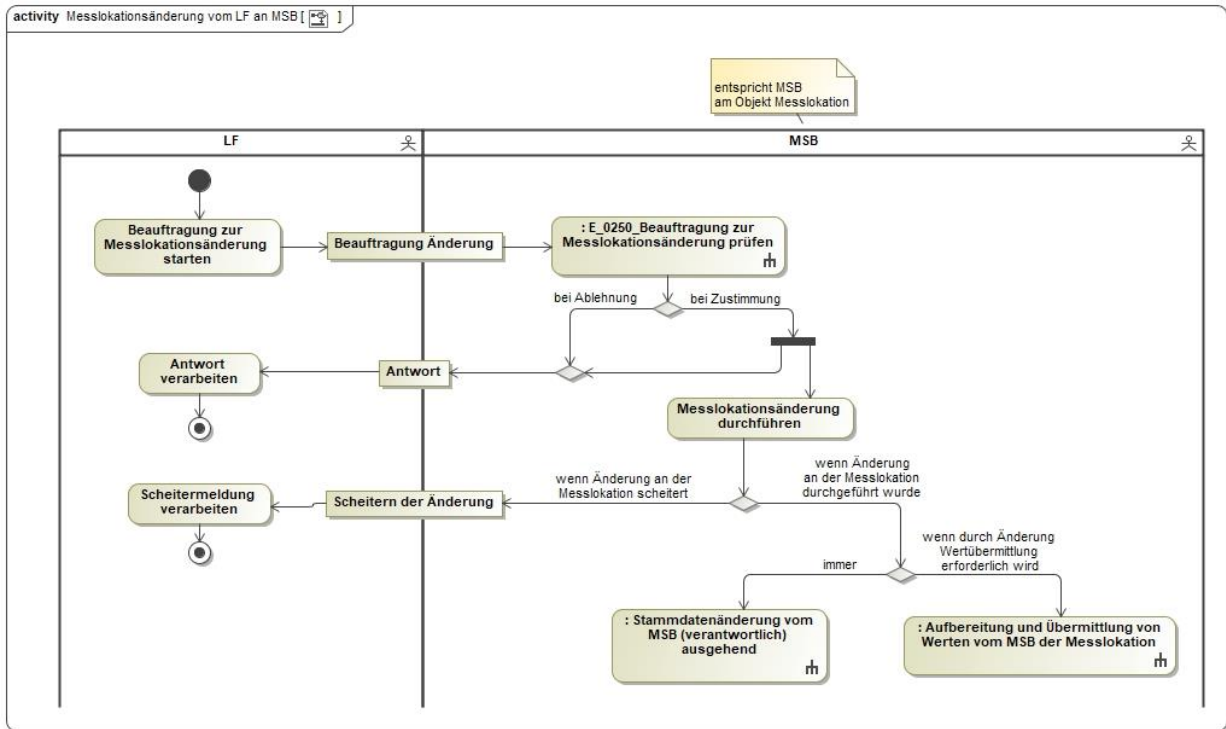 activity Messlokationsänderung vom LF an MSB [ ]
entspricht MSB
am Objekt Messlokation
LF
MSB
Beauftragung zur
Messlokationsänderung
starten
Beauftragung Änderung
: E_0250_Beauftragung zur
Messlokationsänderung prüfen
bei Ablehnung
bei Zustimmung
Antwort
verarbeiten
Antwort
Messlokationsänderung
durchführen
wenn Änderung an der
Messlokation scheitert
wenn Änderung
an der Messlokation
durchgeführt wurde
Scheitermeldung
verarbeiten
Scheitern der Änderung
immer
wenn durch Änderung
Wertübermittlung
erforderlich wird
: Stammdatenänderung vom
MSB (verantwortlich)
ausgehend
: Aufbereitung und Übermittlung von
Werten vom MSB der Messlokation